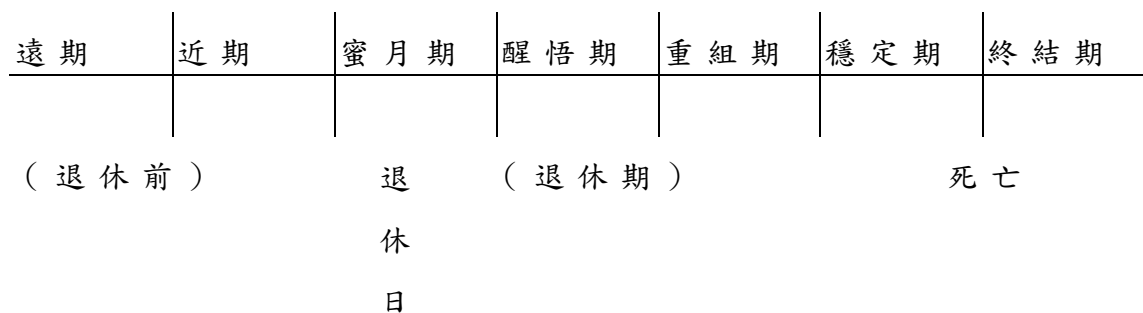 遠期 近期 蜜月期 醒悟期 重組期 穩定期 終結期
(退休前) 退 (退休期) 死亡
休
日